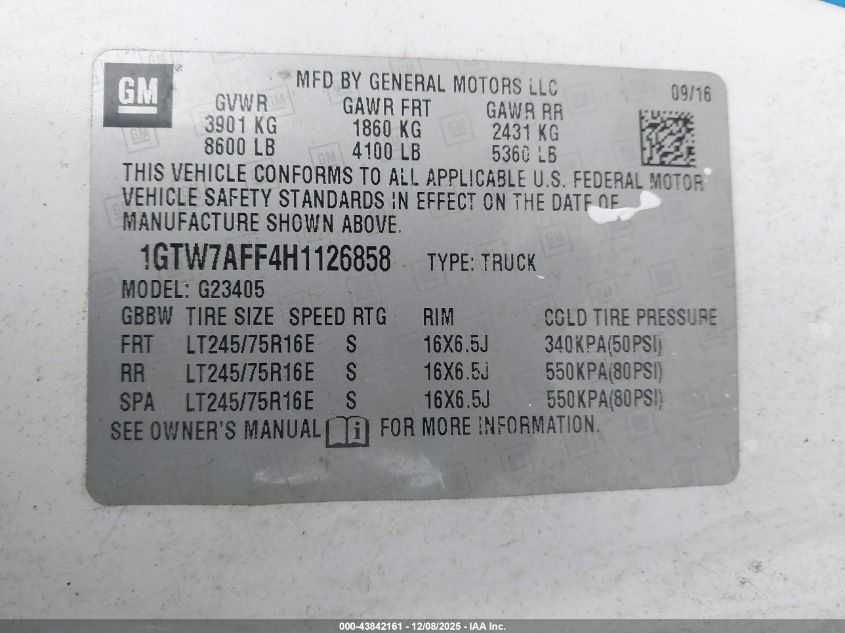 GM
MFD BY GENERAL MOTORS LLC
09/16
GVWR GAWR FRT GAWR RR
3901 KG 1860 KG 2431 KG
8600 LB 4100 LB 5360 LB
THIS VEHICLE CONFORMS TO ALL APPLICABLE U.S. FEDERAL MOTOR
VEHICLE SAFETY STANDARDS IN EFFECT ON THE DATE OF
MANUFACTURE SHOWN ABOVE.
1GTW7AFF4H1126858 TYPE: TRUCK
MODEL: G23405
GBBW TIRE SIZE SPEED RTG RIM COLD TIRE PRESSURE
FRT LT245/75R16E S 16X6.5J 340KPA(50PSI)
RR LT245/75R16E S 16X6.5J 550KPA(80PSI)
SPA LT245/75R16E S 16X6.5J 550KPA(80PSI)
SEE OWNER'S MANUAL i FOR MORE INFORMATION.
000-43842161 - 12/08/2025 - IAA Inc.